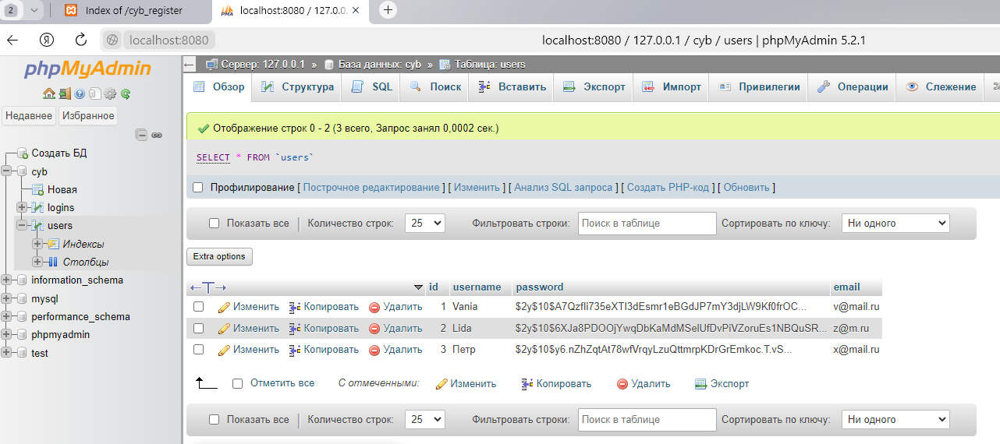 2 Index of /cyb_register localhost:8080 / 127.0.0.
localhost:8080 localhost:8080 / 127.0.0.1 / cyb / users | phpMyAdmin 5.2.1
phpMyAdmin
Недавнее Избранное
Создать БД
cyb
Новая
logins
users
Индексы
Столбцы
information_schema
mysql
performance_schema
phpmyadmin
test
Сервер: 127.0.0.1 » База данных: cyb » Таблица: users
Обзор Структура SQL Поиск Вставить Экспорт Импорт Привилегии Операции Слежение
Отображение строк 0 - 2 (3 всего, Запрос занял 0,0002 сек.)
SELECT * FROM `users`
Профилирование [ Построчное редактирование ] [ Изменить ] [ Анализ SQL запроса ] [ Создать PHP-код ] [ Обновить ]
Показать все Количество строк: 25 Фильтровать строки: Поиск в таблице Сортировать по ключу: Ни одного
Extra options
id username password email
Изменить Копировать Удалить 1 Vania $2y$10$A7Qzfli735eXTl3dEsmr1eBGdJP7mY3djLW9Kf0frOC... v@mail.ru
Изменить Копировать Удалить 2 Lida $2y$10$6XJa8PDOOjYwqDbKaMdMSelUfDvPiVZoruEs1NBQuSR... z@m.ru
Изменить Копировать Удалить 3 Петр $2y$10$y6.nZhZqtAt78wfVrqyLzuQttmrpKDrGrEmkoc.T.vS... x@mail.ru
Отметить все С отмеченными: Изменить Копировать Удалить Экспорт
Показать все Количество строк: 25 Фильтровать строки: Поиск в таблице Сортировать по ключу: Ни одного